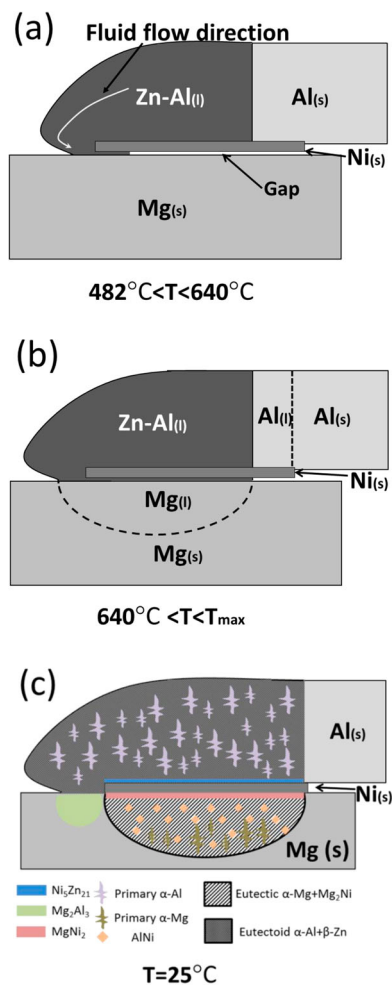 (a)
Fluid flow direction
Zn-Al(l)
Al(s)
Ni(s)
Gap
Mg(s)
482°C<T<640°C
(b)
Zn-Al(l)
Al(l)
Al(s)
Ni(s)
Mg(l)
Mg(s)
640°C <T<Tmax
(c)
Al(s)
Ni(s)
Mg (s)
Ni5Zn21
Primary α-Al
Eutectic α-Mg+Mg2Ni
Mg2Al3
Primary α-Mg
MgNi2
AlNi
Eutectoid α-Al+β-Zn
T=25°C